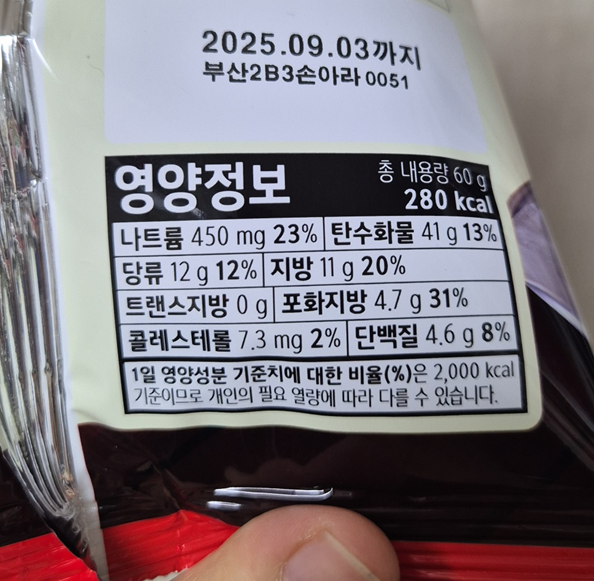 2025.09.03까지
부산2B3손아라 0051
영양정보 총 내용량 60 g
280 kcal
나트륨 450 mg 23% 탄수화물 41 g 13%
당류 12 g 12% 지방 11 g 20%
트랜스지방 0 g 포화지방 4.7 g 31%
콜레스테롤 7.3 mg 2% 단백질 4.6 g 8%
1일 영양성분 기준치에 대한 비율(%)은 2,000 kcal
기준이므로 개인의 필요 열량에 따라 다를 수 있습니다.